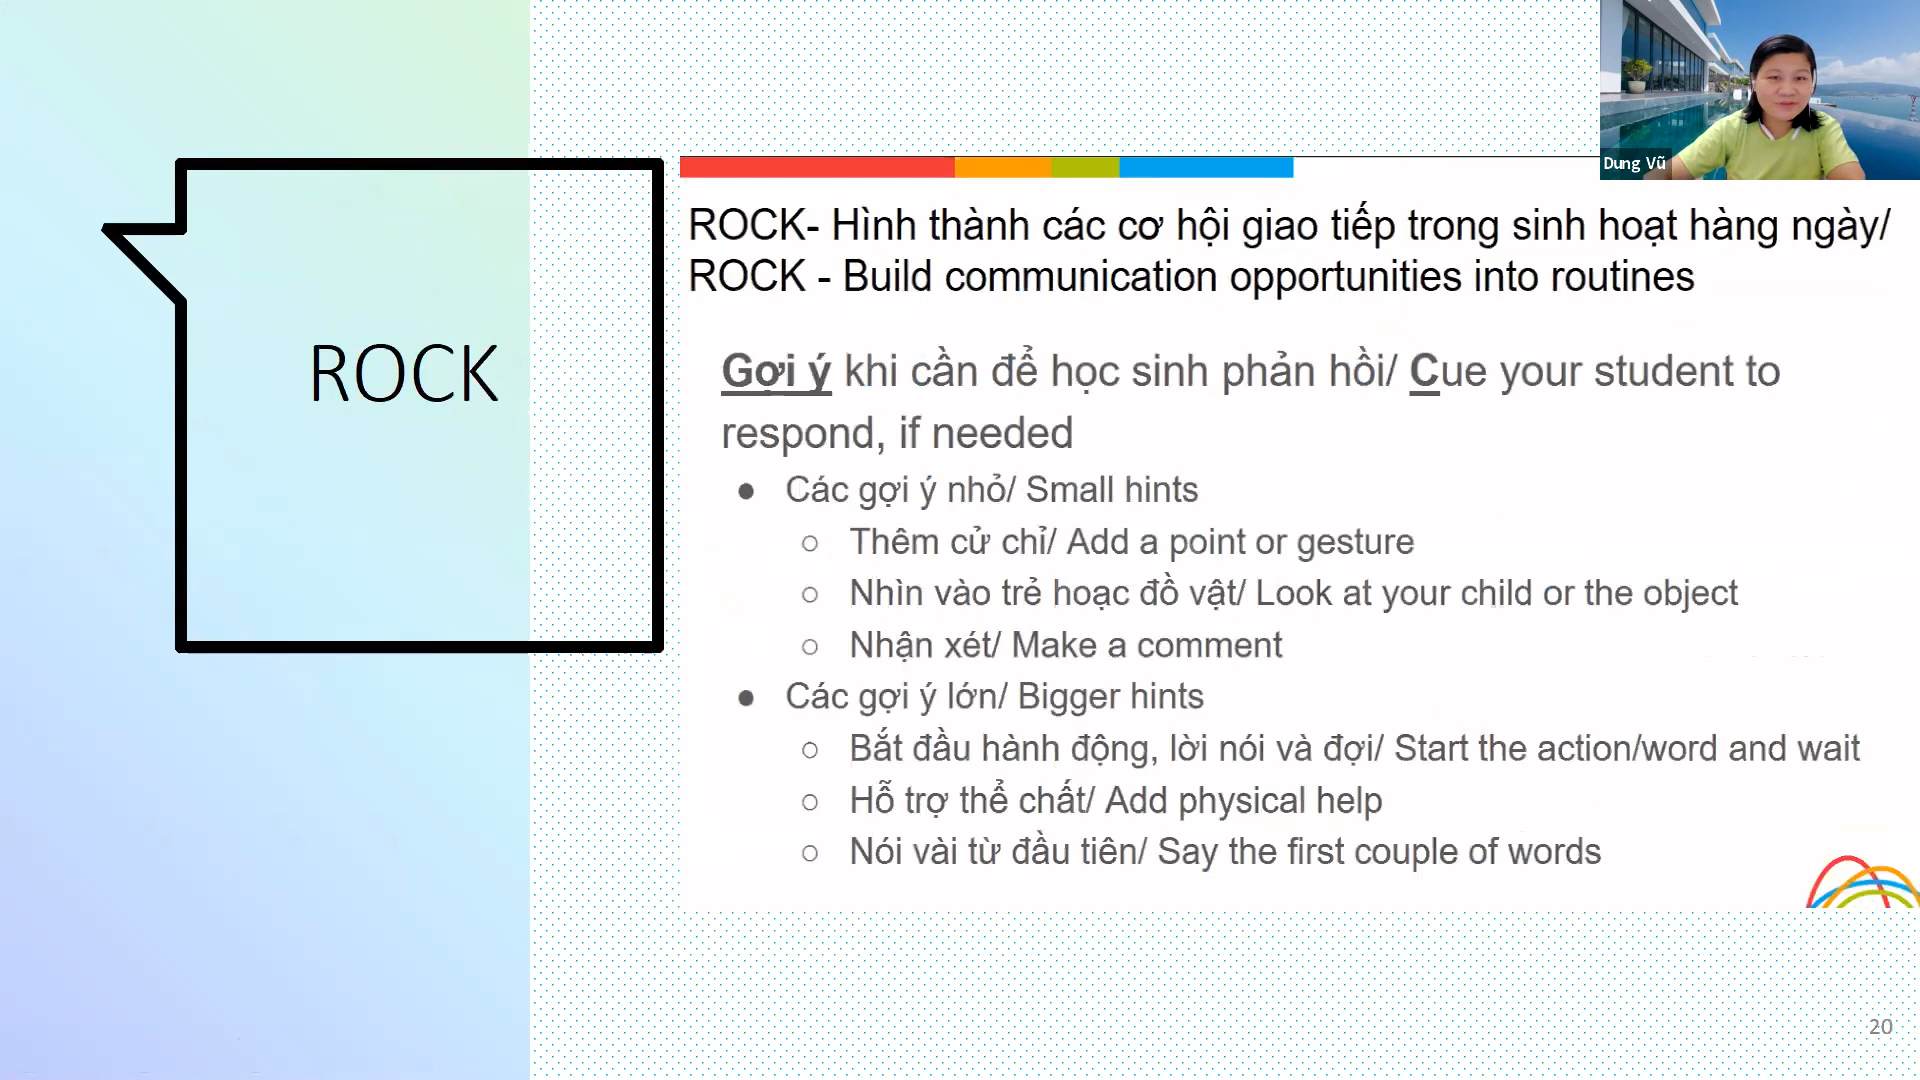 ROCK
Dung Vũ
ROCK- Hình thành các cơ hội giao tiếp trong sinh hoạt hàng ngày/
ROCK - Build communication opportunities into routines
Gợi ý khi cần để học sinh phản hồi/ Cue your student to
respond, if needed
● Các gợi ý nhỏ/ Small hints
○ Thêm cử chỉ/ Add a point or gesture
○ Nhìn vào trẻ hoạc đồ vật/ Look at your child or the object
○ Nhận xét/ Make a comment
● Các gợi ý lớn/ Bigger hints
○ Bắt đầu hành động, lời nói và đợi/ Start the action/word and wait
○ Hỗ trợ thể chất/ Add physical help
○ Nói vài từ đầu tiên/ Say the first couple of words
20